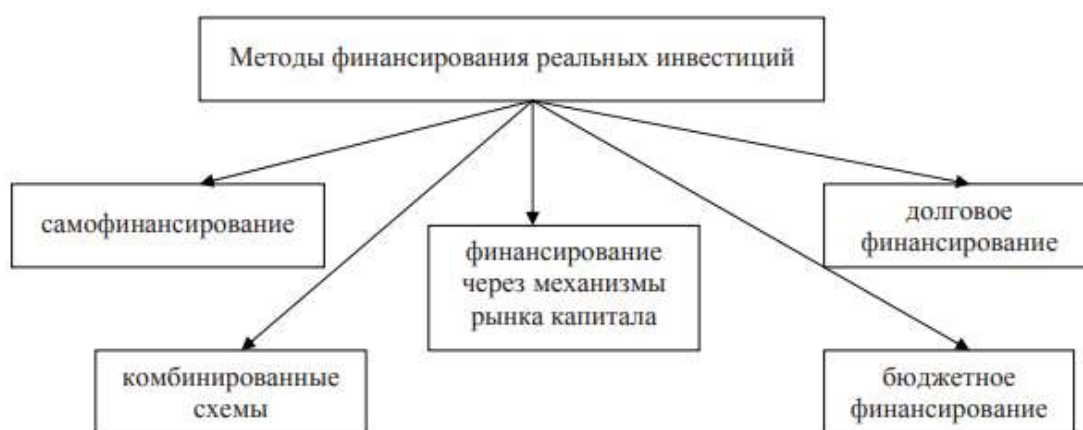 Методы финансирования реальных инвестиций
самофинансирование
финансирование
через механизмы
рынка капитала
долговое
финансирование
комбинированные
схемы
бюджетное
финансирование